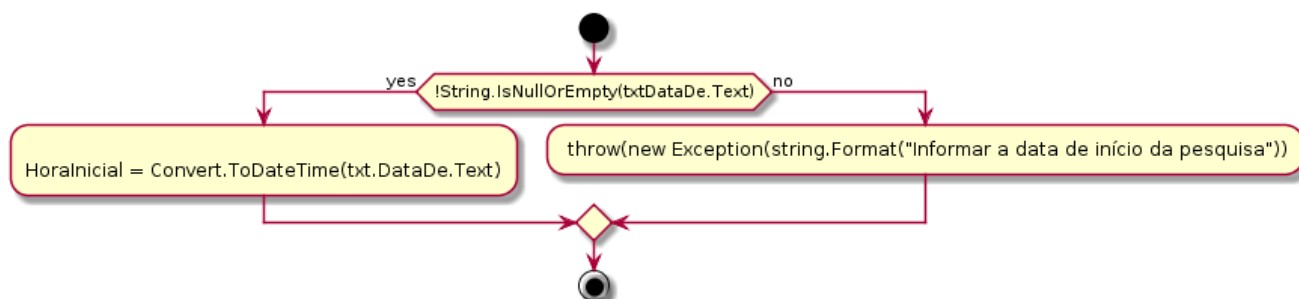 !String.IsNullOrEmpty(txtDataDe.Text)
yes
no
HoraInicial = Convert.ToDateTime(txt.DataDe.Text)
throw(new Exception(string.Format("Informar a data de início da pesquisa"))